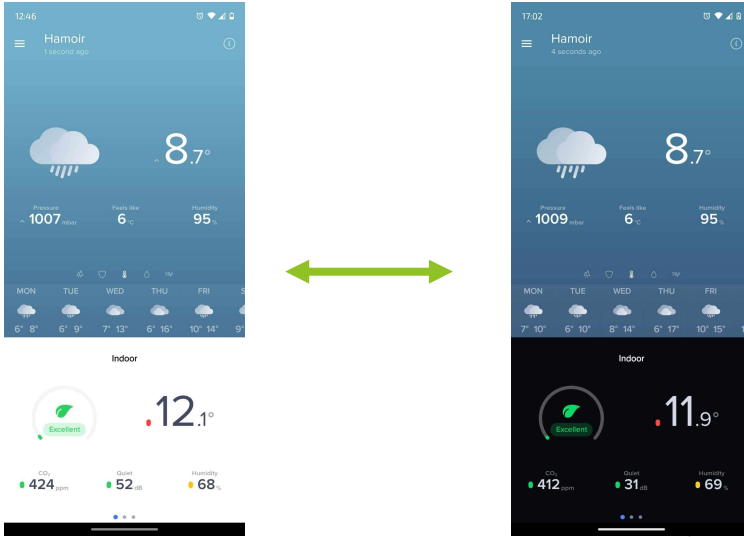 12:46
Hamoir
1 second ago
8.7°
Pressure Feels like Humidity
1007 mbar 6 °C 95 %
MON TUE WED THU FRI S
6° 8° 6° 9° 7° 13° 6° 16° 10° 14° 9°
Indoor
Excellent
12.1°
CO₂ Quiet Humidity
424 ppm 52 dB 68 %
17:02
Hamoir
4 seconds ago
8.7°
Pressure Feels like Humidity
1009 mbar 6 °C 95 %
MON TUE WED THU FRI
7° 10° 6° 10° 8° 14° 6° 17° 10° 15° 1
Indoor
Excellent
11.9°
CO₂ Quiet Humidity
412 ppm 31 dB 69 %